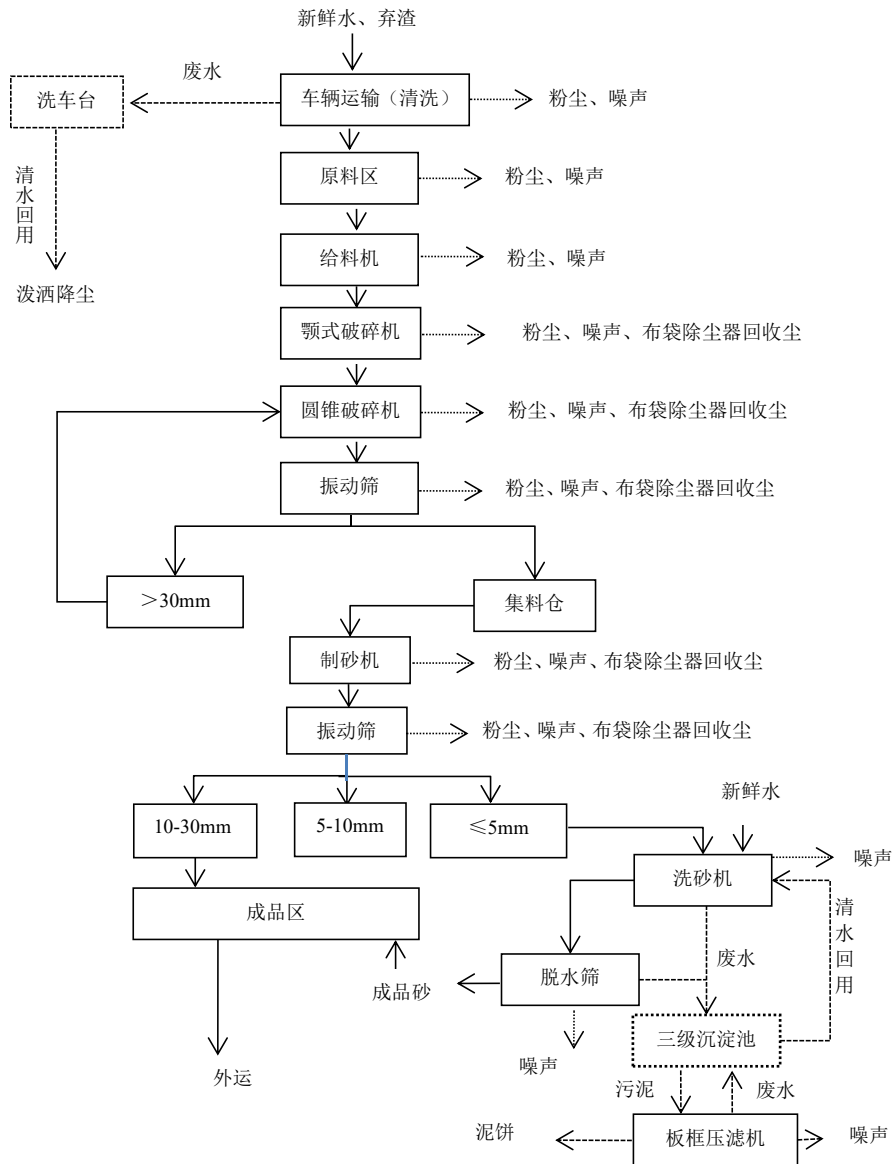 新鲜水、弃渣
废水
洗车台
车辆运输（清洗）
粉尘、噪声
清水回用
原料区
粉尘、噪声
给料机
粉尘、噪声
泼洒降尘
颚式破碎机
粉尘、噪声、布袋除尘器回收尘
圆锥破碎机
粉尘、噪声、布袋除尘器回收尘
振动筛
粉尘、噪声、布袋除尘器回收尘
＞30mm
集料仓
制砂机
粉尘、噪声、布袋除尘器回收尘
振动筛
粉尘、噪声、布袋除尘器回收尘
新鲜水
10-30mm
5-10mm
≤5mm
噪声
洗砂机
成品区
清水回用
废水
脱水筛
成品砂
三级沉淀池
噪声
外运
污泥
废水
泥饼
板框压滤机
噪声